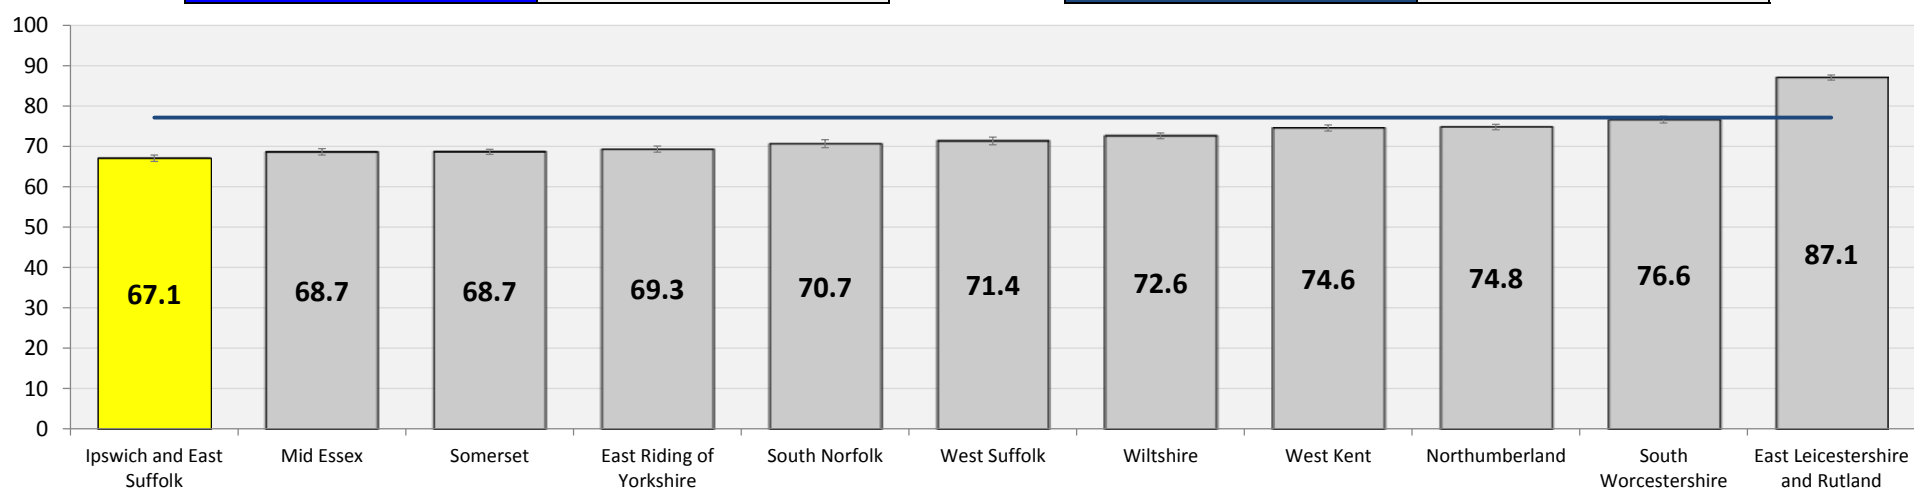 100
90
80
70
60
50
40
30
20
10
0
67.1
68.7
68.7
69.3
70.7
71.4
72.6
74.6
74.8
76.6
87.1
Ipswich and East
Suffolk
Mid Essex
Somerset
East Riding of
Yorkshire
South Norfolk
West Suffolk
Wiltshire
West Kent
Northumberland
South
Worcestershire
East Leicestershire
and Rutland